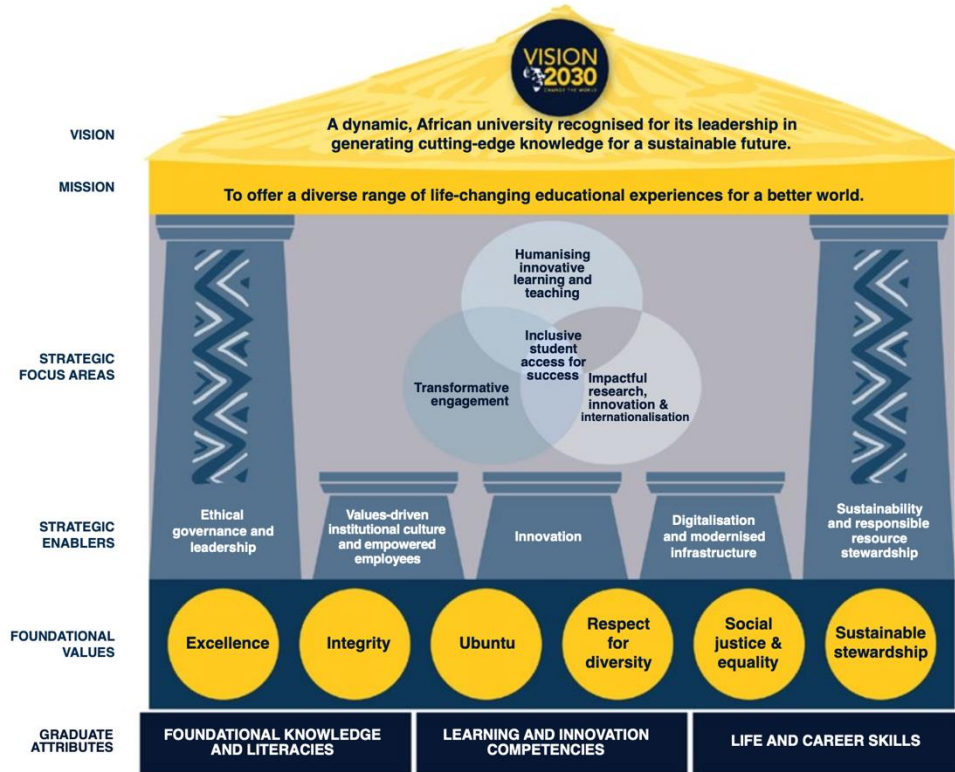 VISION
2030
CHANGE THE WORLD
VISION
A dynamic, African university recognised for its leadership in
generating cutting-edge knowledge for a sustainable future.
MISSION
To offer a diverse range of life-changing educational experiences for a better world.
STRATEGIC
FOCUS AREAS
Humanising
innovative
learning and
teaching
Inclusive
student
access for
success
Transformative
engagement
Impactful
research,
innovation &
internationalisation
STRATEGIC
ENABLERS
Ethical
governance and
leadership
Values-driven
institutional culture
and empowered
employees
Innovation
Digitalisation
and modernised
infrastructure
Sustainability
and responsible
resource
stewardship
FOUNDATIONAL
VALUES
Excellence
Integrity
Ubuntu
Respect
for
diversity
Social
justice &
equality
Sustainable
stewardship
GRADUATE
ATTRIBUTES
FOUNDATIONAL KNOWLEDGE
AND LITERACIES
LEARNING AND INNOVATION
COMPETENCIES
LIFE AND CAREER SKILLS